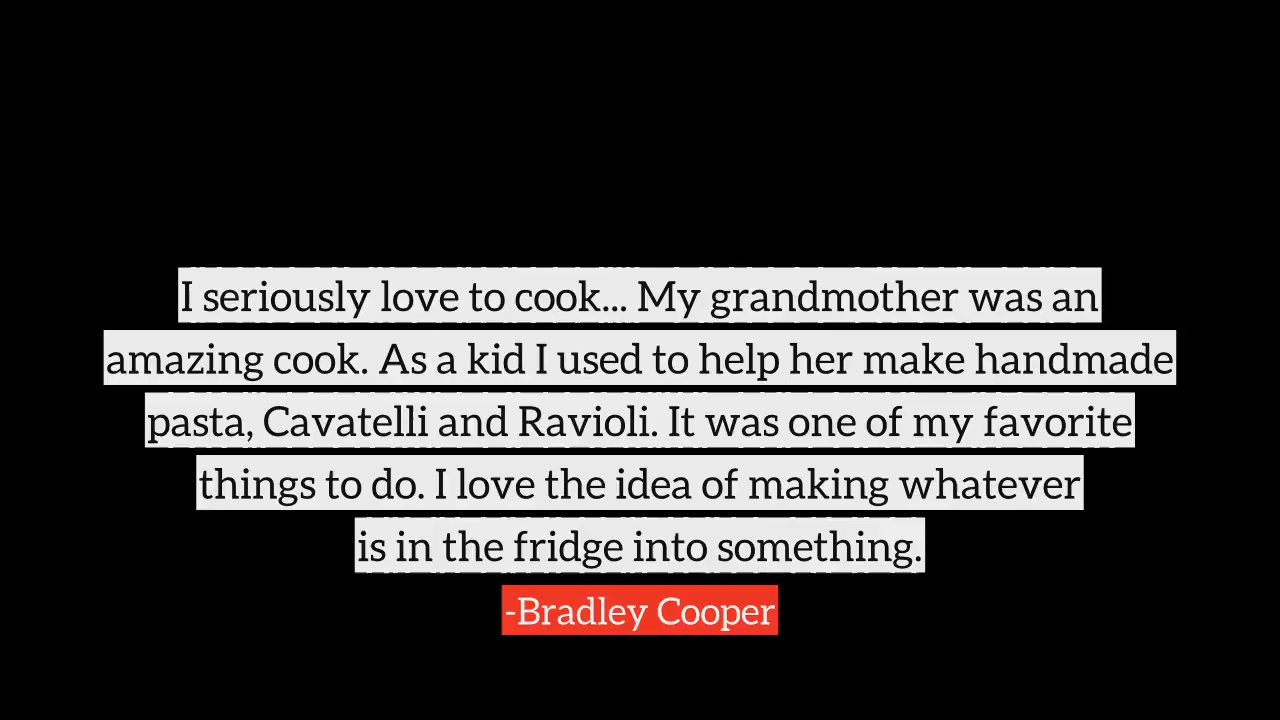 I seriously love to cook... My grandmother was an
amazing cook. As a kid I used to help her make handmade
pasta, Cavatelli and Ravioli. It was one of my favorite
things to do. I love the idea of making whatever
is in the fridge into something.
-Bradley Cooper